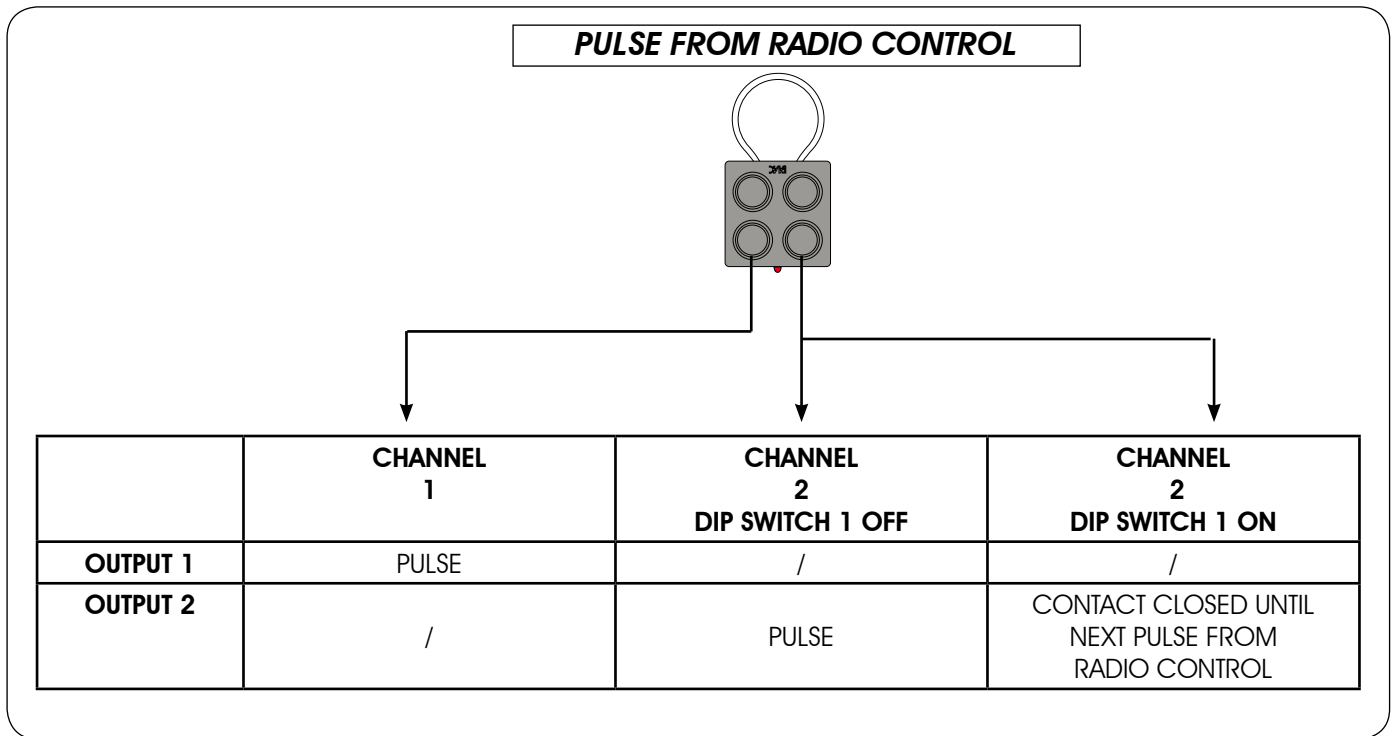 PULSE FROM RADIO CONTROL
CHANNEL
1
CHANNEL
2
DIP SWITCH 1 OFF
CHANNEL
2
DIP SWITCH 1 ON
OUTPUT 1
PULSE
/
/
OUTPUT 2
/
PULSE
CONTACT CLOSED UNTIL
NEXT PULSE FROM
RADIO CONTROL